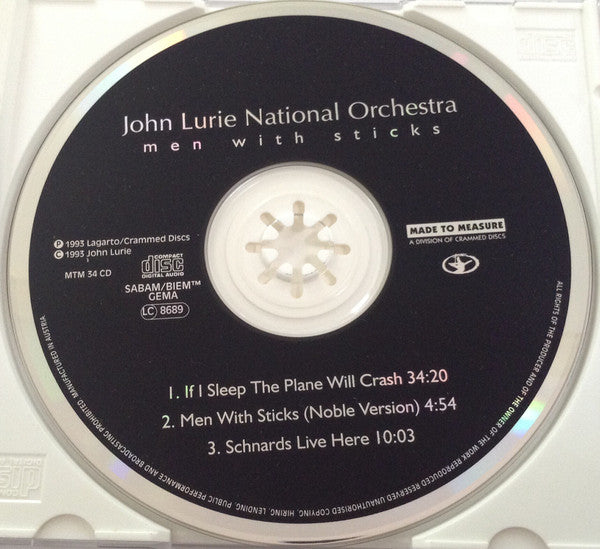 John Lurie National Orchestra
men with sticks
℗ 1993 Lagarto/Crammed Discs
© 1993 John Lurie
MTM 34 CD
COMPACT
disc
DIGITAL AUDIO
SABAM/BIEM™
GEMA
LC 8689
MADE TO MEASURE
A DIVISION OF CRAMMED DISCS
1. If I Sleep The Plane Will Crash 34:20
2. Men With Sticks (Noble Version) 4:54
3. Schnards Live Here 10:03
ALL RIGHTS OF THE PRODUCER AND OF THE OWNER OF THE WORK REPRODUCED RESERVED UNAUTHORISED COPYING, HIRING, LENDING, PUBLIC PERFORMANCE AND BROADCASTING PROHIBITED. MANUFACTURED IN AUSTRIA
disc